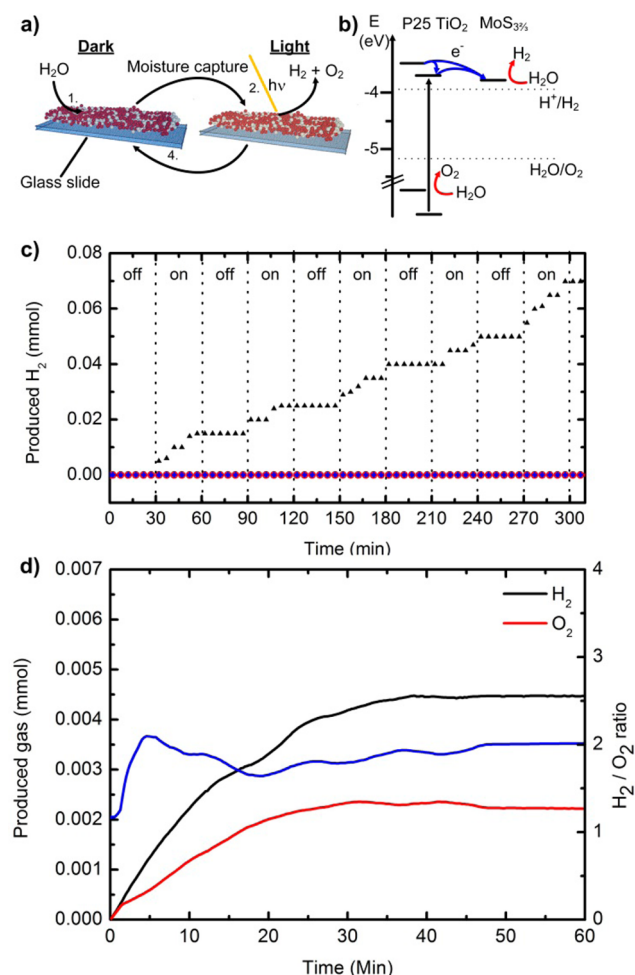 a)
Dark
Light
H2O
Moisture capture
H2 + O2
1.
2.
hν
4.
Glass slide
b)
E
(eV)
P25 TiO2
MoS3⅔
e-
H2
H2O
-4
H+/H2
-5
H2O/O2
O2
H2O
c)
off on off on off on off on off on
0.08
0.06
0.04
0.02
0.00
Produced H2 (mmol)
0 30 60 90 120 150 180 210 240 270 300
Time (min)
d)
0.007
0.006
0.005
0.004
0.003
0.002
0.001
0.000
Produced gas (mmol)
H2
O2
4
3
2
1
0
H2 / O2 ratio
0 10 20 30 40 50 60
Time (Min)